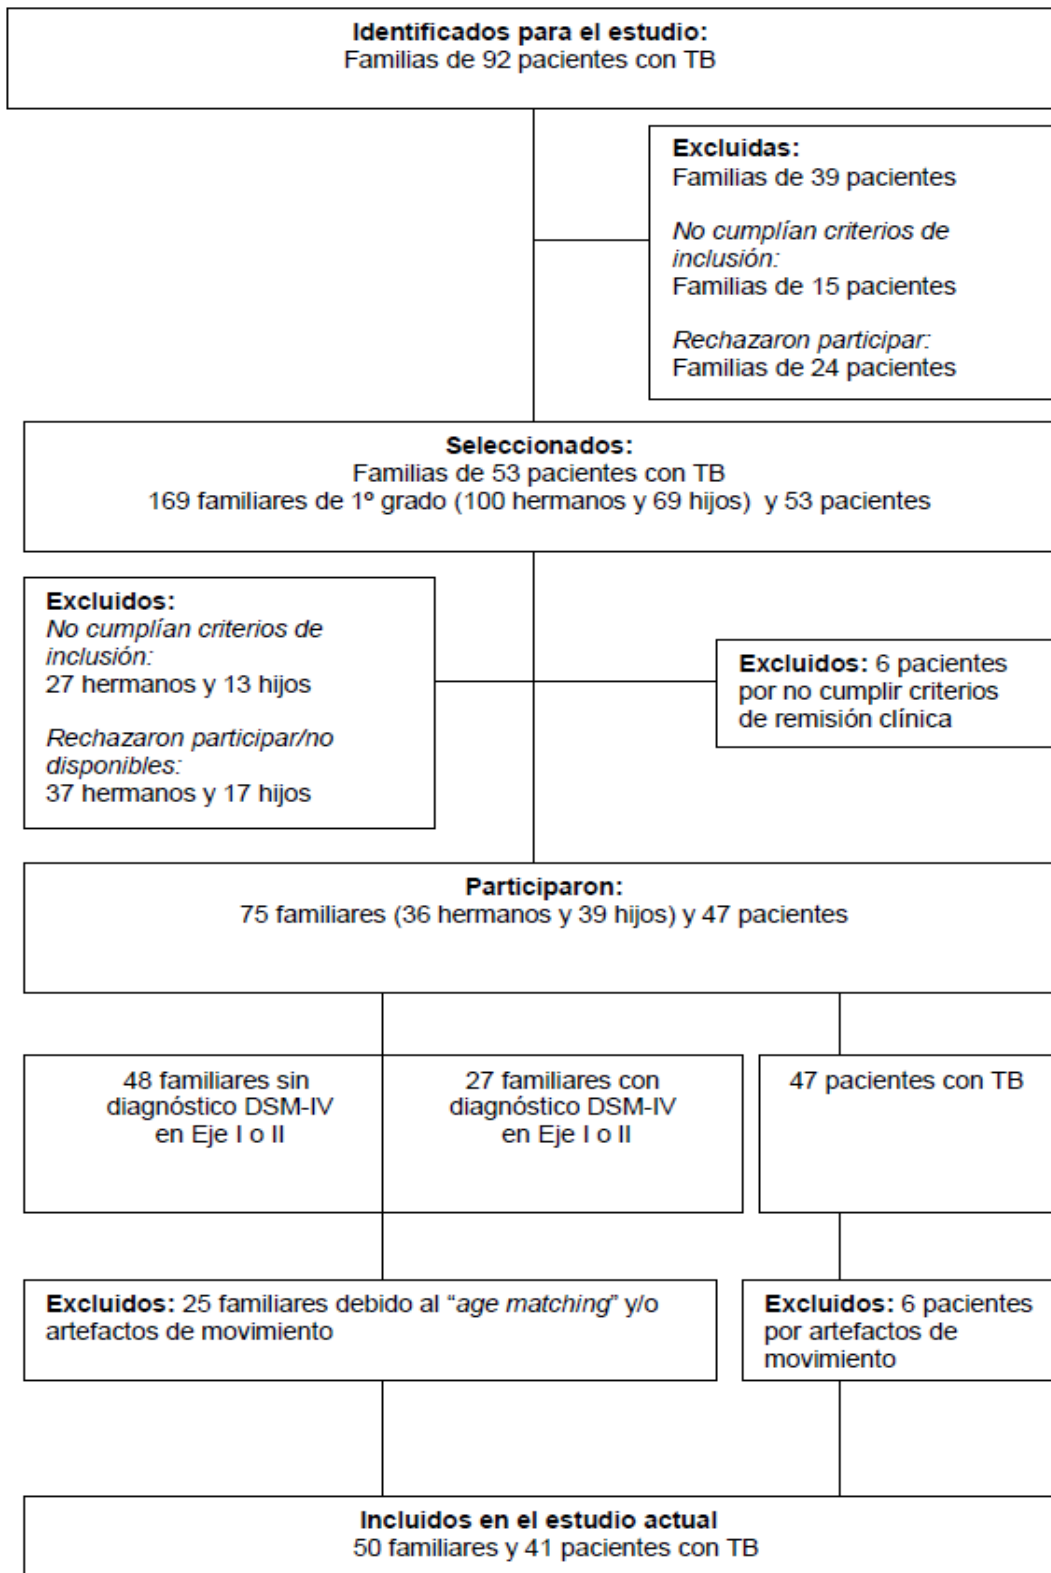 Identificados para el estudio:
Familias de 92 pacientes con TB
Excluidas:
Familias de 39 pacientes
No cumplían criterios de
inclusión:
Familias de 15 pacientes
Rechazaron participar:
Familias de 24 pacientes
Seleccionados:
Familias de 53 pacientes con TB
169 familiares de 1º grado (100 hermanos y 69 hijos) y 53 pacientes
Excluidos:
No cumplían criterios de
inclusión:
27 hermanos y 13 hijos
Rechazaron participar/no
disponibles:
37 hermanos y 17 hijos
Excluidos: 6 pacientes
por no cumplir criterios
de remisión clínica
Participaron:
75 familiares (36 hermanos y 39 hijos) y 47 pacientes
48 familiares sin
diagnóstico DSM-IV
en Eje I o II
27 familiares con
diagnóstico DSM-IV
en Eje I o II
47 pacientes con TB
Excluidos: 25 familiares debido al “age matching” y/o
artefactos de movimiento
Excluidos: 6 pacientes
por artefactos de
movimiento
Incluidos en el estudio actual
50 familiares y 41 pacientes con TB